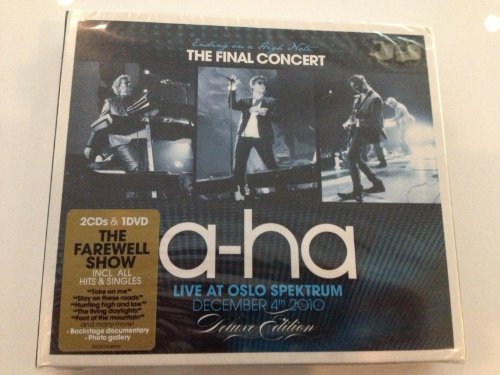 Ending on a High Note
THE FINAL CONCERT
a-ha
LIVE AT OSLO SPEKTRUM
DECEMBER 4th 2010
Deluxe Edition
2CDs & 1DVD
THE
FAREWELL
SHOW
INCL. ALL
HITS & SINGLES
"Take on me"
"Stay on these roads"
"Hunting high and low"
"The living daylights"
"Foot of the mountain"
and many more!
- Backstage documentary
- Photo gallery